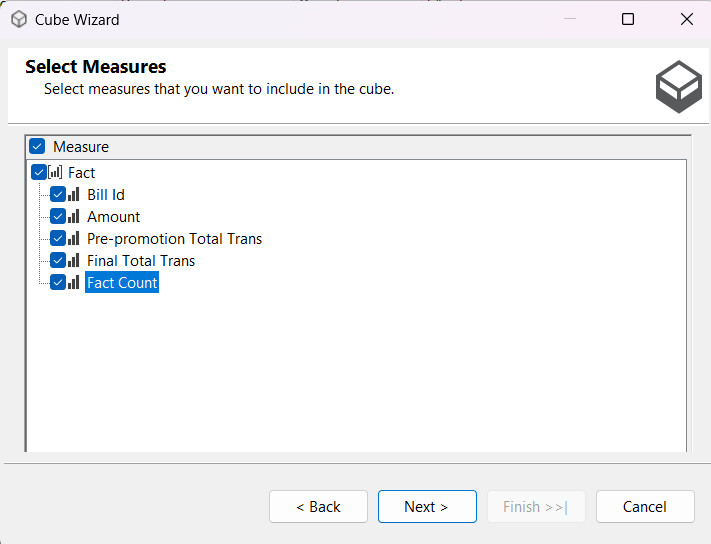 Cube Wizard
Select Measures
Select measures that you want to include in the cube.
Measure
Fact
Bill Id
Amount
Pre-promotion Total Trans
Final Total Trans
Fact Count
< Back
Next >
Finish >>|
Cancel